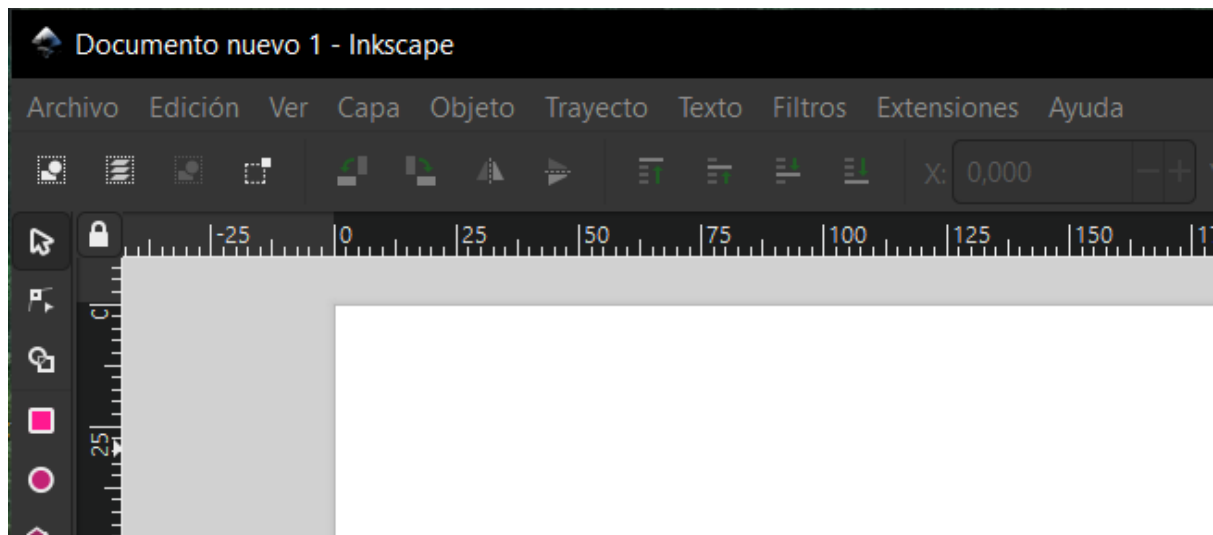 Documento nuevo 1 - Inkscape
Archivo Edición Ver Capa Objeto Trayecto Texto Filtros Extensiones Ayuda
X: 0,000
-25 0 25 50 75 100 125 150
0
25